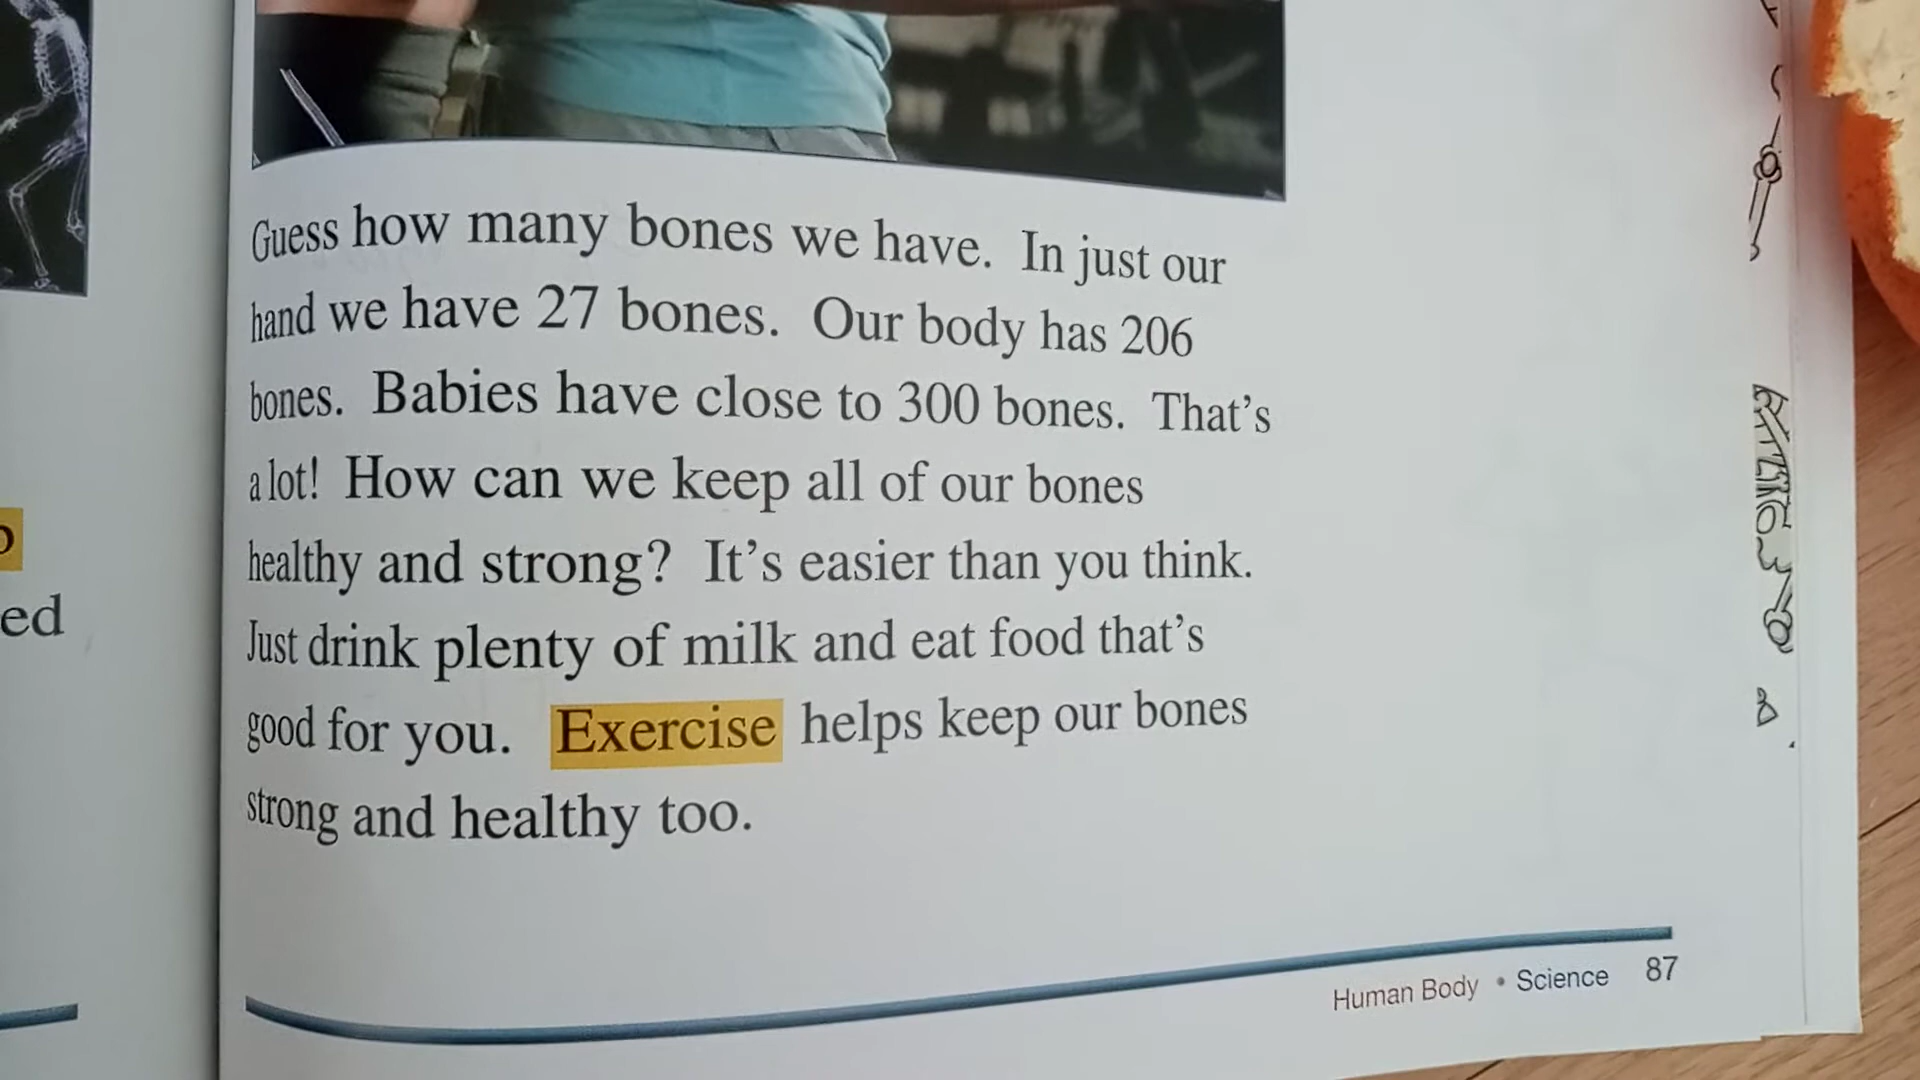 Guess how many bones we have. In just our
hand we have 27 bones. Our body has 206
bones. Babies have close to 300 bones. That's
a lot! How can we keep all of our bones
healthy and strong? It's easier than you think.
Just drink plenty of milk and eat food that's
good for you. Exercise helps keep our bones
strong and healthy too.
Human Body • Science 87
ed